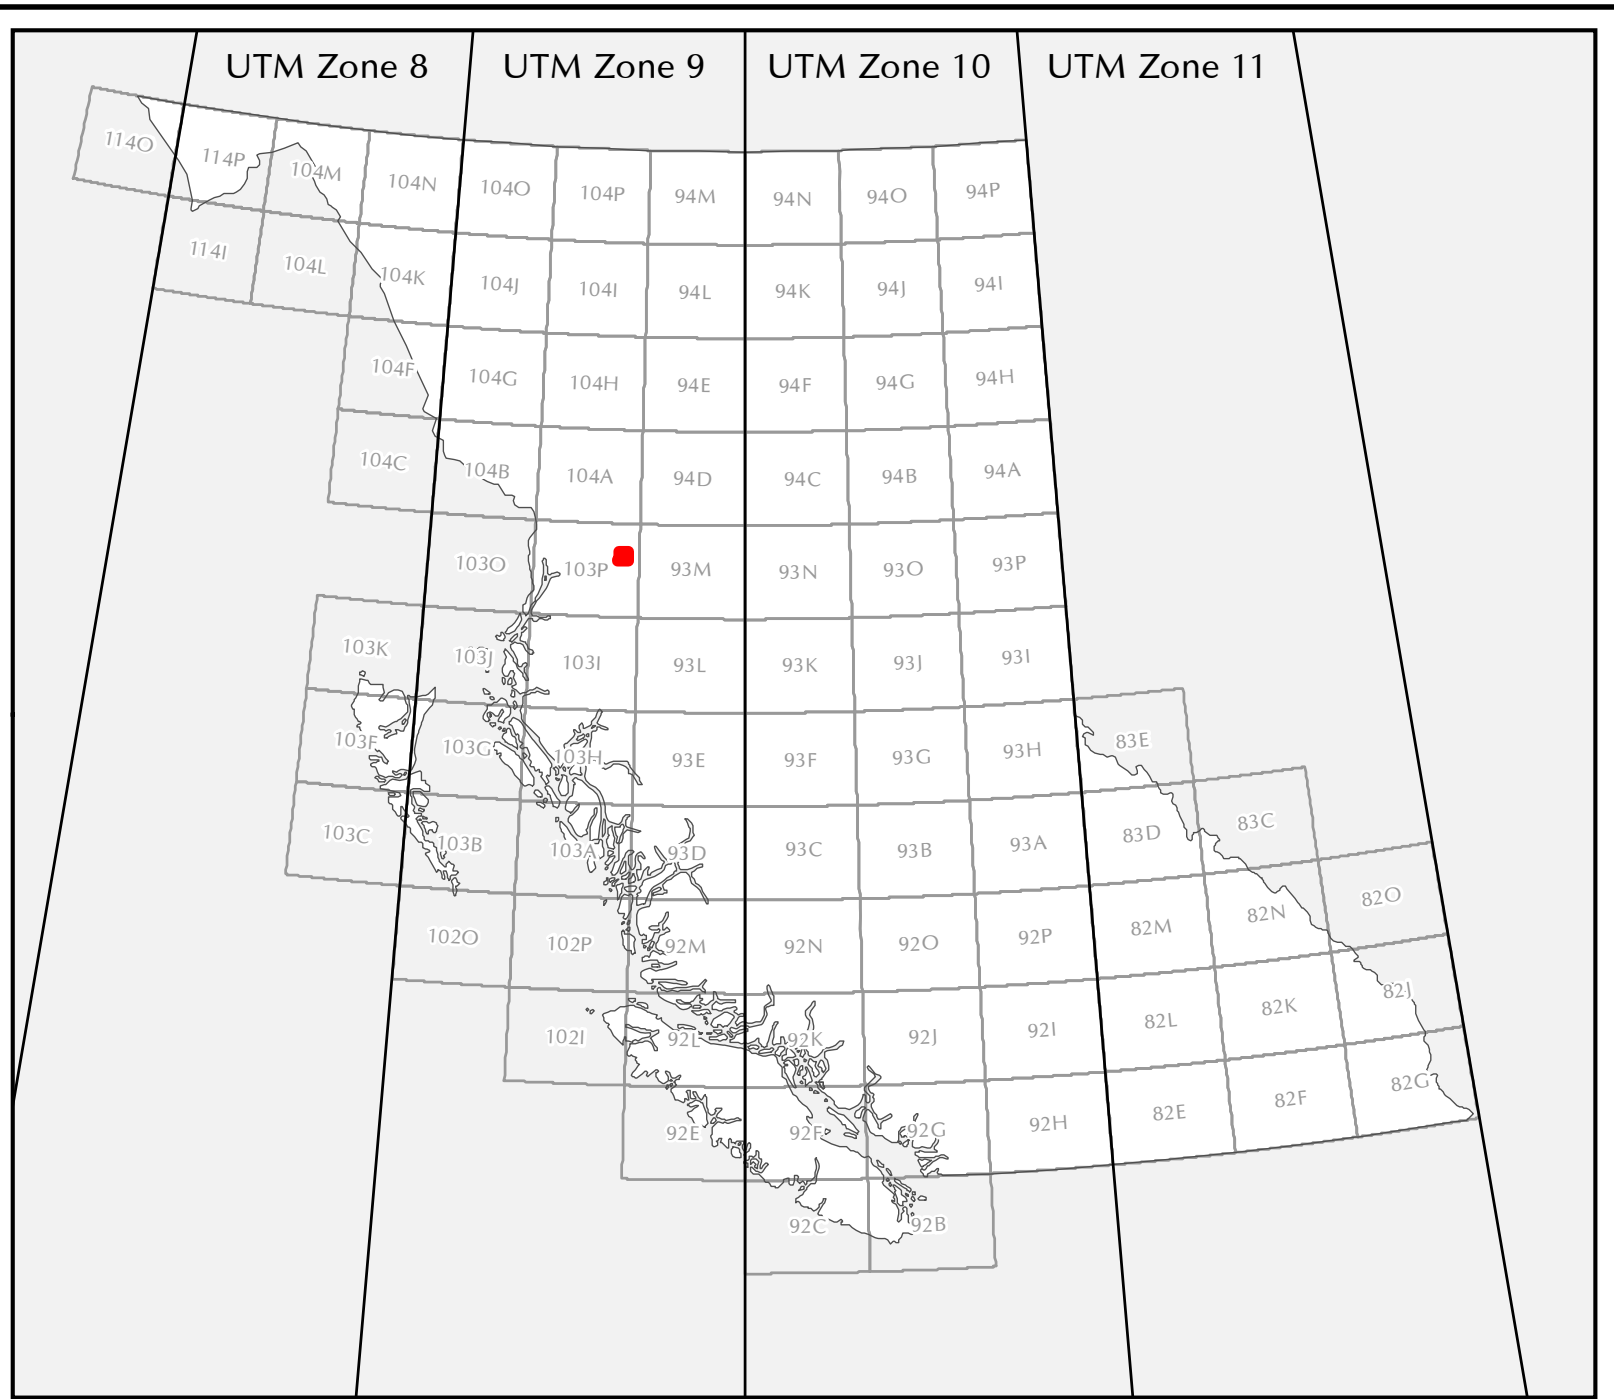 UTM Zone 8 UTM Zone 9 UTM Zone 10 UTM Zone 11
114O 114P 104M 104N 104O 104P 94M 94N 94O 94P
114I 104L 104K 104J 104I 94L 94K 94J 94I
104F 104G 104H 94E 94F 94G 94H
104C 104B 104A 94D 94C 94B 94A
103O 103P 93M 93N 93O 93P
103K 103J 103I 93L 93K 93J 93I
103F 103G 103H 93E 93F 93G 93H 83E
103C 103B 103A 93D 93C 93B 93A 83D 83C
102O 102P 92M 92N 92O 92P 82M 82N 82O
102I 92L 92K 92J 92I 82L 82K 82J
92E 92F 92G 92H 82E 82F 82G
92C 92B